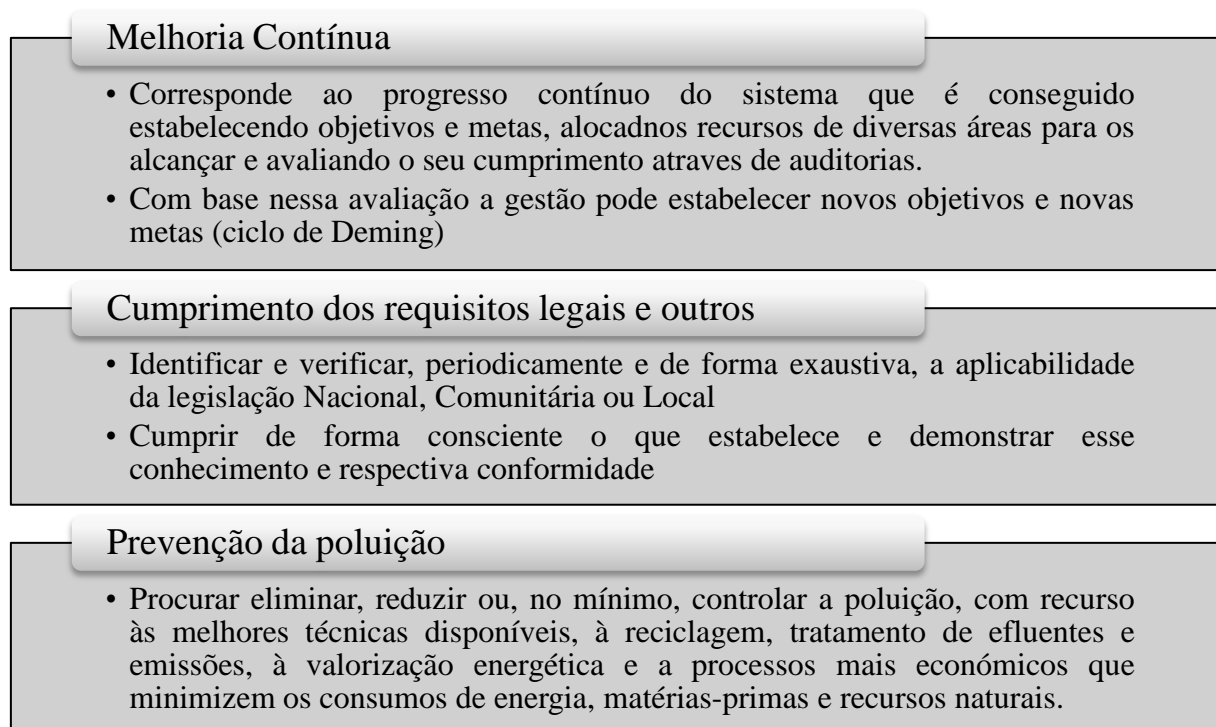 Melhoria Contínua
• Corresponde ao progresso contínuo do sistema que é conseguido
estabelecendo objetivos e metas, alocadnos recursos de diversas áreas para os
alcançar e avaliando o seu cumprimento atraves de auditorias.
• Com base nessa avaliação a gestão pode estabelecer novos objetivos e novas
metas (ciclo de Deming)
Cumprimento dos requisitos legais e outros
• Identificar e verificar, periodicamente e de forma exaustiva, a aplicabilidade
da legislação Nacional, Comunitária ou Local
• Cumprir de forma consciente o que estabelece e demonstrar esse
conhecimento e respectiva conformidade
Prevenção da poluição
• Procurar eliminar, reduzir ou, no mínimo, controlar a poluição, com recurso
às melhores técnicas disponíveis, à reciclagem, tratamento de efluentes e
emissões, à valorização energética e a processos mais económicos que
minimizem os consumos de energia, matérias-primas e recursos naturais.